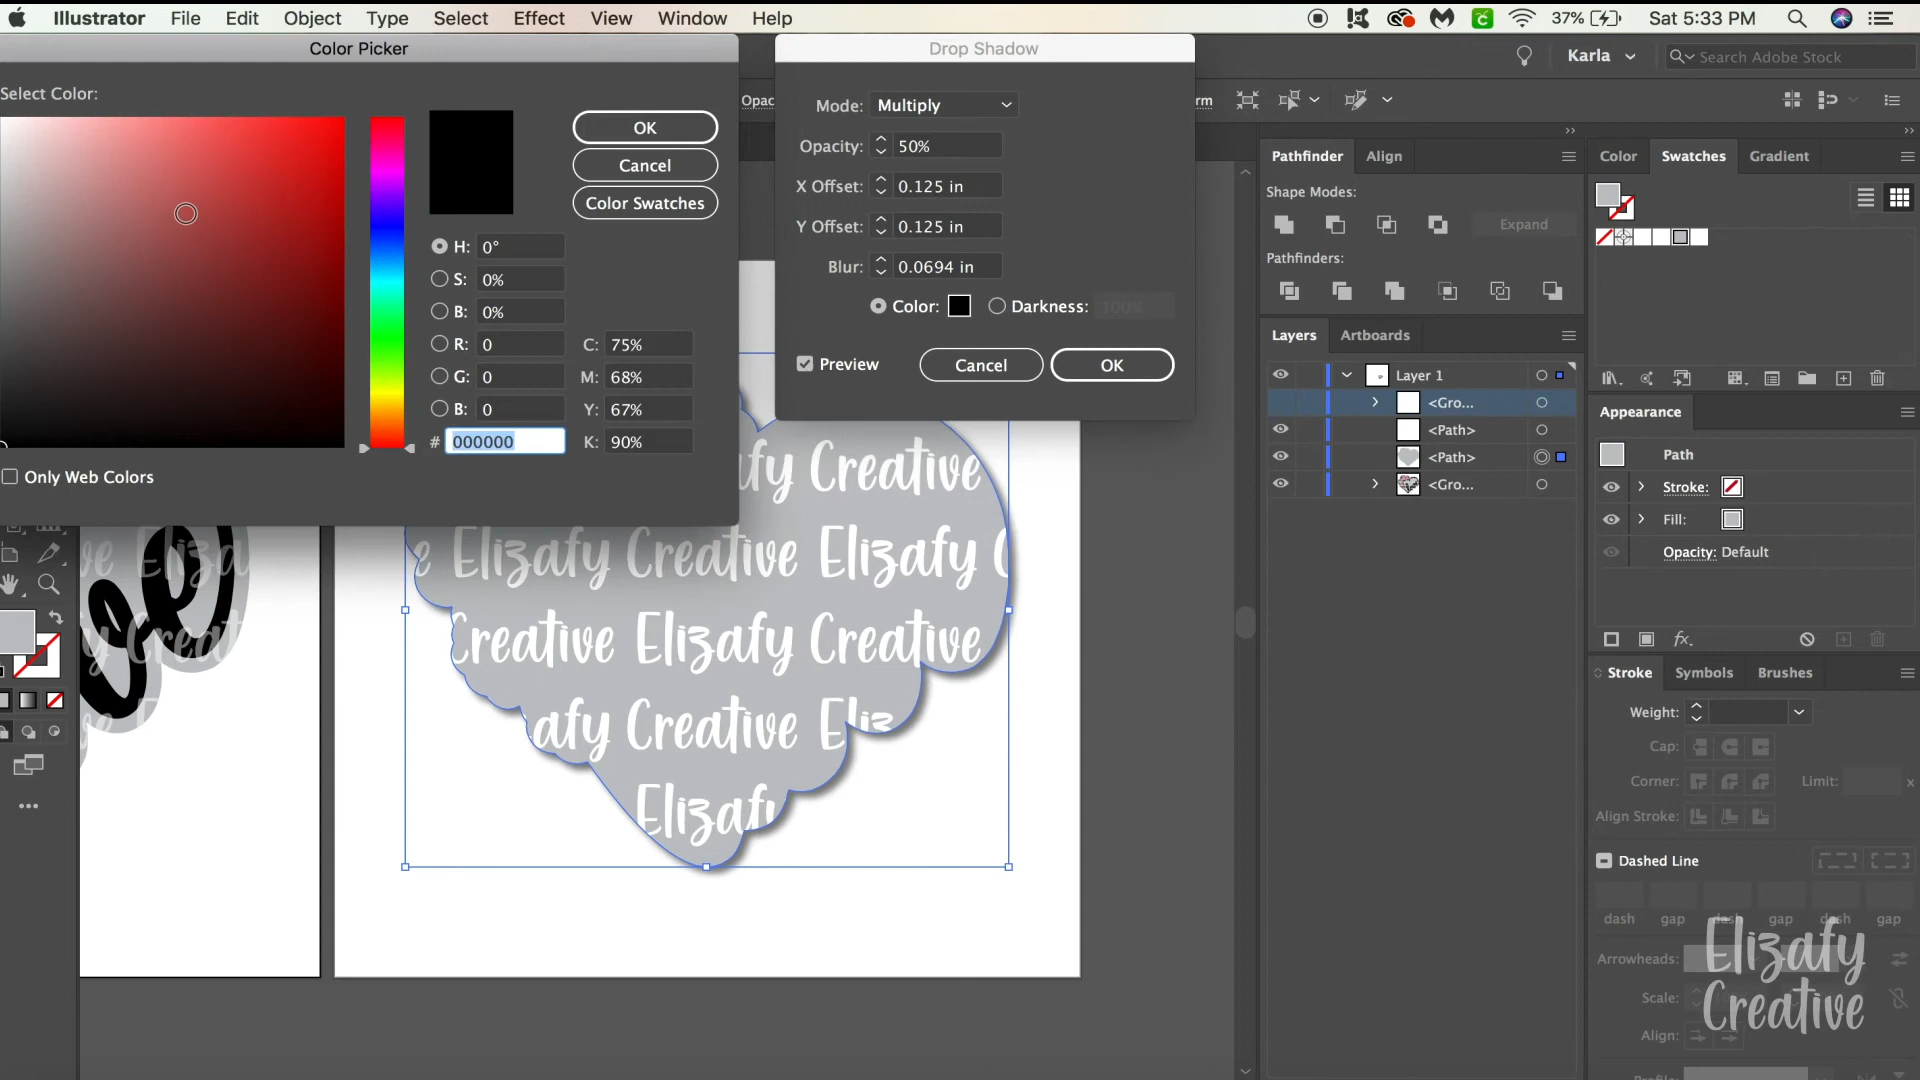 Illustrator File Edit Object Type Select Effect View Window Help 37% Sat 5:33 PM
Color Picker
Drop Shadow
Karla
Search Adobe Stock
Select Color:
OK
Cancel
Color Swatches
H: 0°
S: 0%
B: 0%
R: 0
G: 0
B: 0
# 000000
C: 75%
M: 68%
Y: 67%
K: 90%
Only Web Colors
Opac
Mode: Multiply
Opacity: 50%
X Offset: 0.125 in
Y Offset: 0.125 in
Blur: 0.0694 in
Color: Darkness: 100%
Preview Cancel OK
rm
Pathfinder Align
Shape Modes:
Expand
Pathfinders:
Layers Artboards
Layer 1
<Gro...
<Path>
<Path>
<Gro...
Color Swatches Gradient
Appearance
Path
Stroke:
Fill:
Opacity: Default
fx.
Stroke Symbols Brushes
Weight:
Cap:
Corner: Limit: x
Align Stroke:
Dashed Line
dash gap dash gap dash gap
Arrowheads:
Scale:
Align:
afy Creative
e Elizafy Creative Elizafy C
Creative Elizafy Creative
afy Creative Eliz
Elizafy
Elizafy
Creative